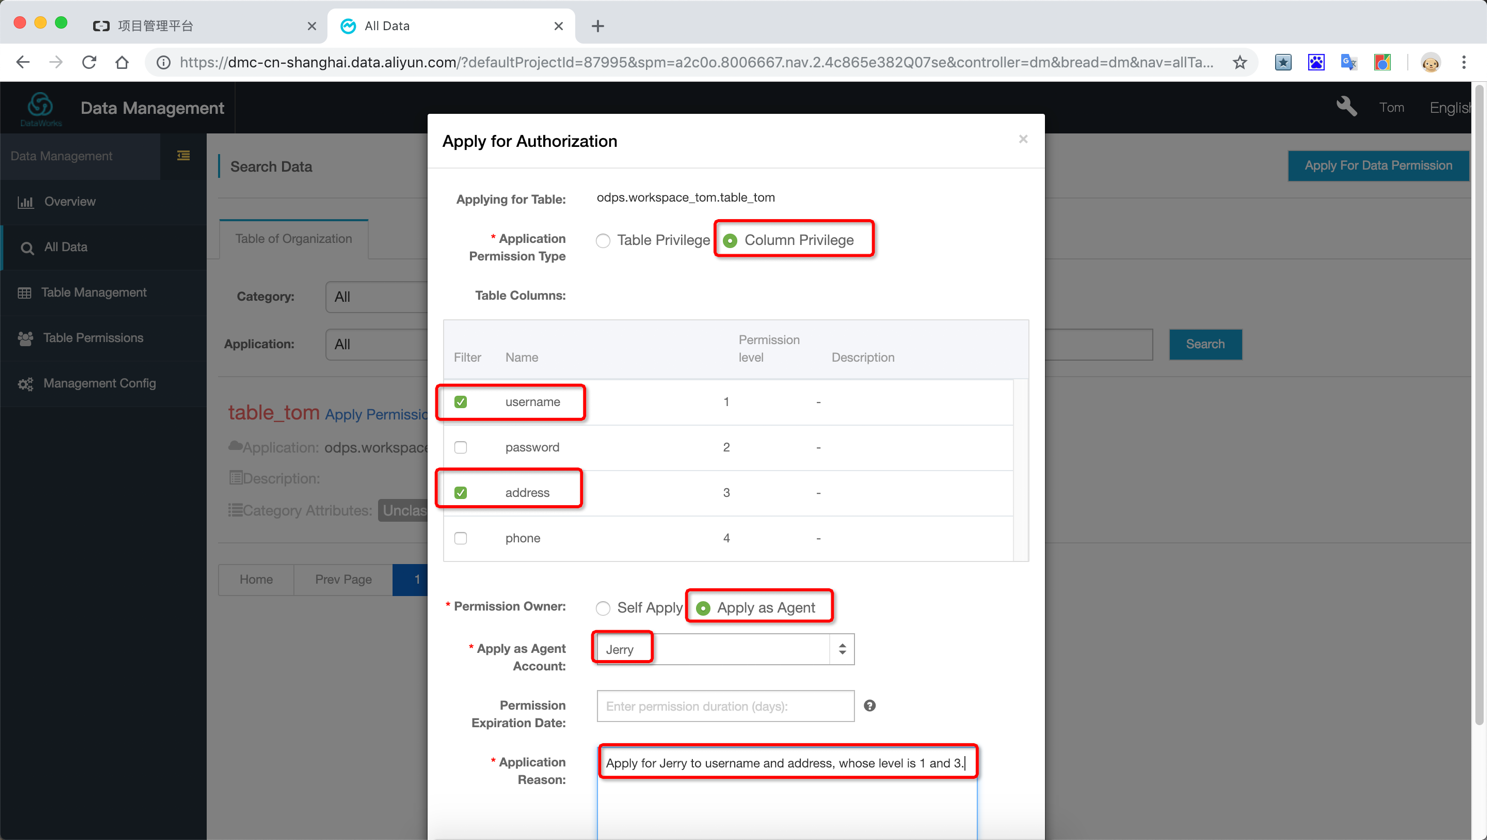 项目管理平台
All Data
https://dmc-cn-shanghai.data.aliyun.com/?defaultProjectId=87995&spm=a2c0o.8006667.nav.2.4c865e382Q07se&controller=dm&bread=dm&nav=allTa...
DataWorks
Data Management
Tom
English
Data Management
Overview
All Data
Table Management
Table Permissions
Management Config
Search Data
Apply For Data Permission
Table of Organization
Category:
All
Application:
All
Search
table_tom Apply Permissio
Application: odps.workspace
Description:
Category Attributes: Unclas
Home
Prev Page
1
Apply for Authorization
×
Applying for Table:
odps.workspace_tom.table_tom
* Application
Permission Type
Table Privilege
Column Privilege
Table Columns:
Filter
Name
Permission
level
Description
username
1
-
password
2
-
address
3
-
phone
4
-
* Permission Owner:
Self Apply
Apply as Agent
* Apply as Agent
Account:
Jerry
Permission
Expiration Date:
Enter permission duration (days):
?
* Application
Reason:
Apply for Jerry to username and address, whose level is 1 and 3.